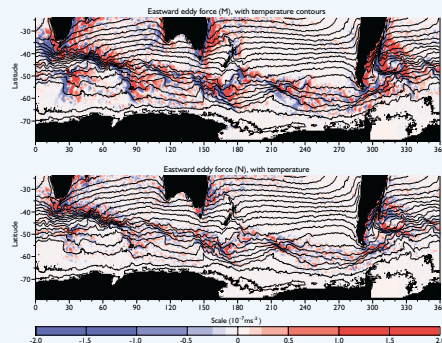 Eastward eddy force (M), with temperature contours
Latitude
-30
-40
-50
-60
-70
0 30 60 90 120 150 180 210 240 270 300 330 36
Eastward eddy force (N), with temperature
Latitude
-30
-40
-50
-60
-70
0 30 60 90 120 150 180 210 240 270 300 330 36
Scale (10⁻⁷ms⁻²)
-2.0 -1.5 -1.0 -0.5 0 0.5 1.0 1.5 2.